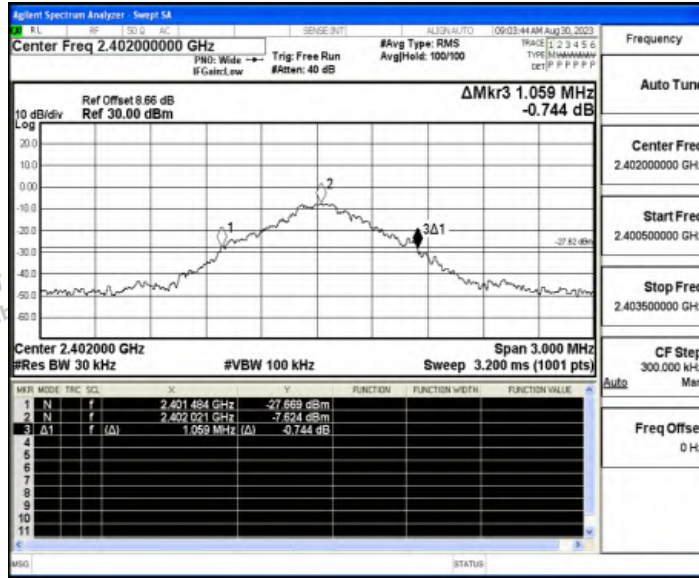 Agilent Spectrum Analyzer - Swept SA
RL RF 50 Ω AC SENSE:INT ALIGNAUTO 09:03:44 AM Aug 30, 2023
Center Freq 2.402000000 GHz
PNO: Wide
IFGain:Low
Trig: Free Run
#Atten: 40 dB
#Avg Type: RMS
Avg|Hold: 100/100
TRACE 1 2 3 4 5 6
TYPE
DET P P P P P P
ΔMkr3 1.059 MHz
-0.744 dB
Ref Offset 8.66 dB
Ref 30.00 dBm
10 dB/div
Log
20.0
10.0
0.00
-10.0
-20.0
-30.0
-40.0
-50.0
-60.0
1
2
3Δ1
-27.62 dBm
Center 2.402000 GHz
#Res BW 30 kHz
#VBW 100 kHz
Span 3.000 MHz
Sweep 3.200 ms (1001 pts)
MKR MODE TRC SCL X Y FUNCTION FUNCTION WIDTH FUNCTION VALUE
1 N f 2.401 484 GHz -27.669 dBm
2 N f 2.402 021 GHz -7.624 dBm
3 Δ1 f (Δ) 1.059 MHz (Δ) -0.744 dB
4
5
6
7
8
9
10
11
MSG STATUS
Frequency
Auto Tune
Center Freq
2.402000000 GHz
Start Freq
2.400500000 GHz
Stop Freq
2.403500000 GHz
CF Step
300.000 kHz
Auto Man
Freq Offset
0 Hz